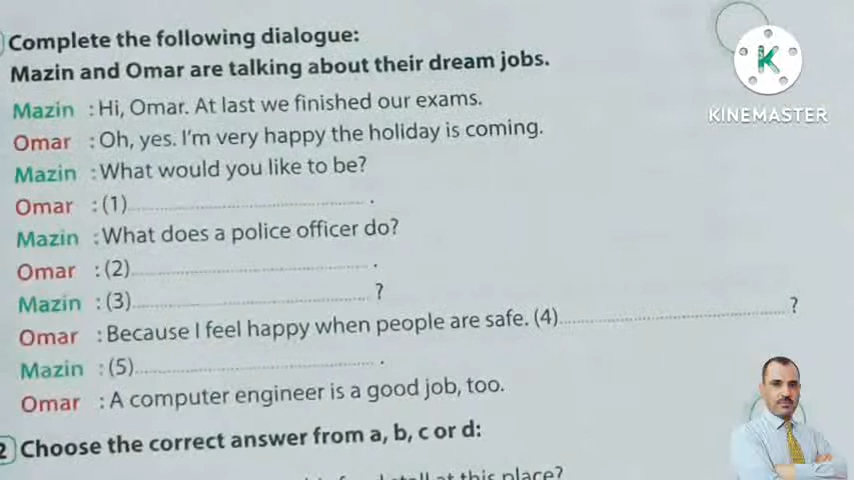 Complete the following dialogue:
Mazin and Omar are talking about their dream jobs.
Mazin : Hi, Omar. At last we finished our exams.
Omar : Oh, yes. I'm very happy the holiday is coming.
Mazin : What would you like to be?
Omar : (1).................................................. .
Mazin : What does a police officer do?
Omar : (2).................................................. .
Mazin : (3).................................................. ?
Omar : Because I feel happy when people are safe. (4).................................................. ?
Mazin : (5).................................................. .
Omar : A computer engineer is a good job, too.
2 Choose the correct answer from a, b, c or d:
at this place?
K
KINEMASTER